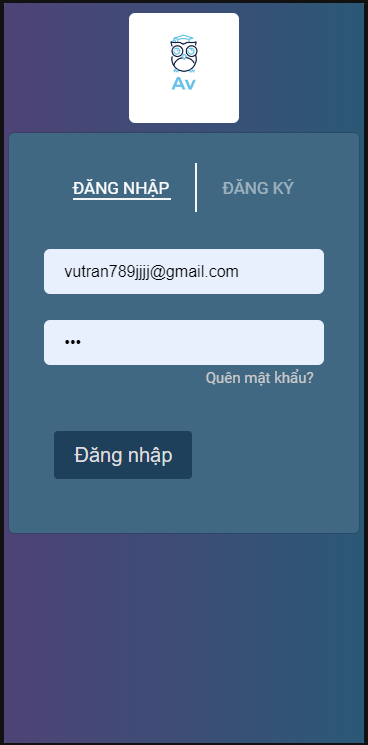 Av
ĐĂNG NHẬP
ĐĂNG KÝ
vutran789jjjj@gmail.com
•••
Quên mật khẩu?
Đăng nhập